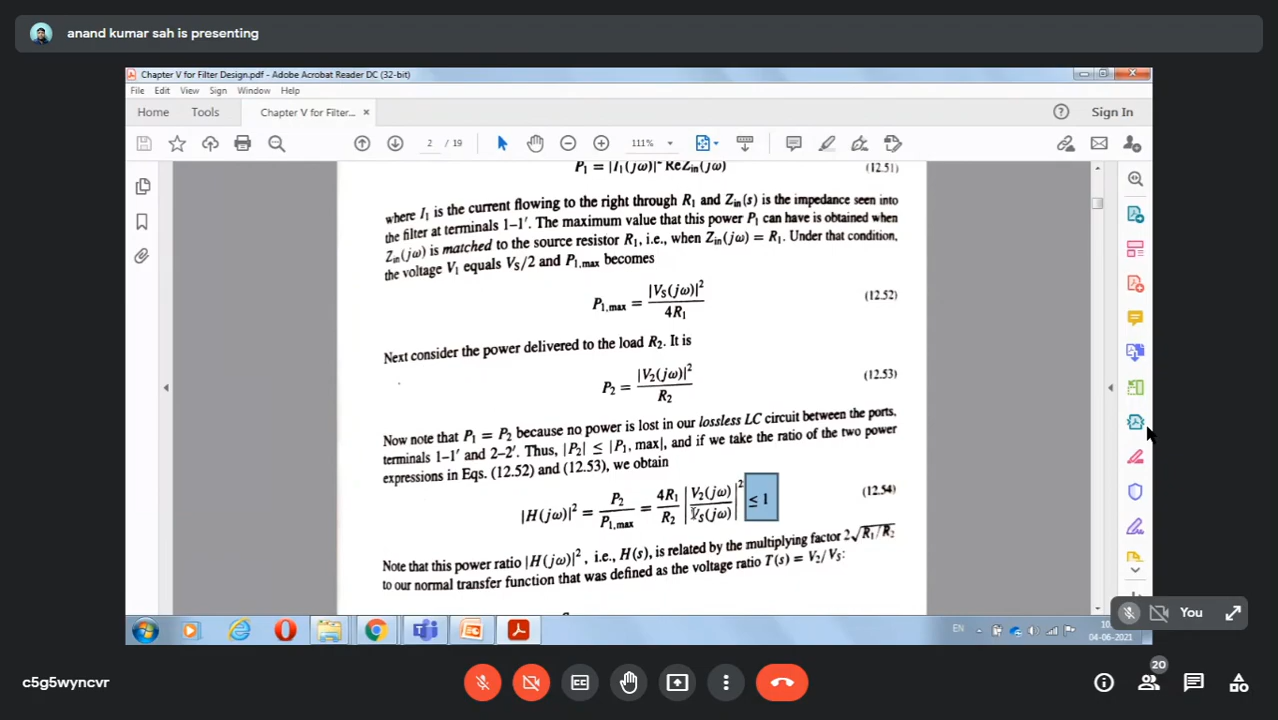 anand kumar sah is presenting
Chapter V for Filter Design.pdf - Adobe Acrobat Reader DC (32-bit)
File Edit View Sign Window Help
Home Tools Chapter V for Filter... × Sign In
2 / 19 111%
P₁ = |I₁(jω)|² ReZᵢₙ(jω) (12.51)
where I₁ is the current flowing to the right through R₁ and Zᵢₙ(s) is the impedance seen into
the filter at terminals 1–1′. The maximum value that this power P₁ can have is obtained when
Zᵢₙ(jω) is matched to the source resistor R₁, i.e., when Zᵢₙ(jω) = R₁. Under that condition,
the voltage V₁ equals V_S/2 and P₁,max becomes
P₁,max = |V_S(jω)|² / 4R₁ (12.52)
Next consider the power delivered to the load R₂. It is
P₂ = |V₂(jω)|² / R₂ (12.53)
Now note that P₁ = P₂ because no power is lost in our lossless LC circuit between the ports,
terminals 1–1′ and 2–2′. Thus, |P₂| ≤ |P₁, max|, and if we take the ratio of the two power
expressions in Eqs. (12.52) and (12.53), we obtain
|H(jω)|² = P₂ / P₁,max = 4R₁ / R₂ |V₂(jω) / V_S(jω)|² ≤ 1 (12.54)
Note that this power ratio |H(jω)|², i.e., H(s), is related by the multiplying factor 2√R₁/R₂
to our normal transfer function that was defined as the voltage ratio T(s) = V₂/V_S:
You
EN
04-06-2021
c5g5wyncvr
20